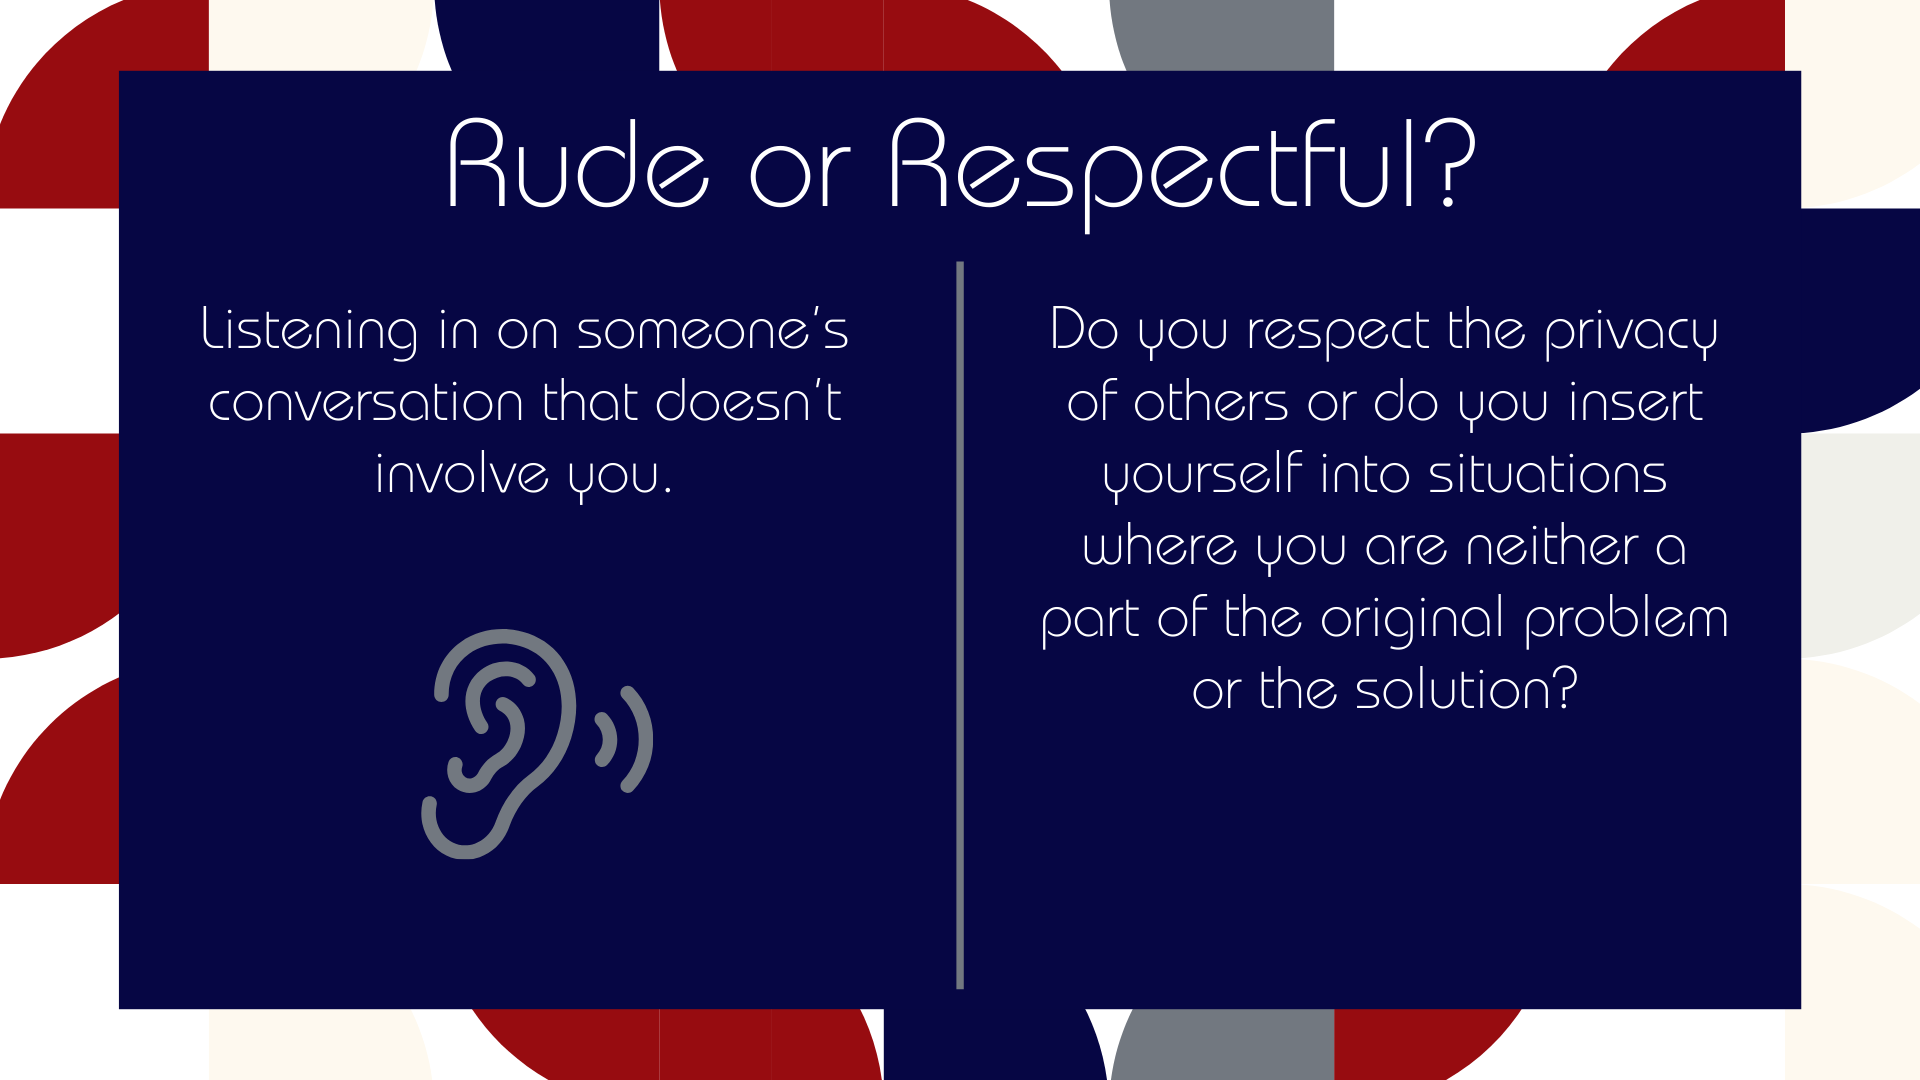 Rude or Respectful?
Listening in on someone's
conversation that doesn't
involve you.
Do you respect the privacy
of others or do you insert
yourself into situations
where you are neither a
part of the original problem
or the solution?